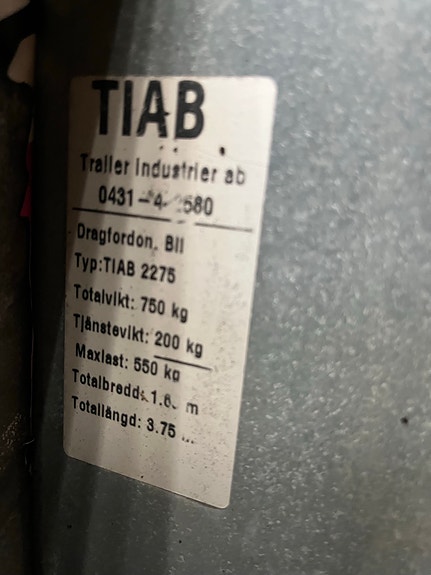 TIAB
Trailer Industrier ab
Dragfordon. Bil
Typ:TIAB 2275
Totalvikt: 750 kg
Tjänstevikt: 200 kg
Maxlast: 550 kg
Totalbredd: m
Totallängd: 3.75